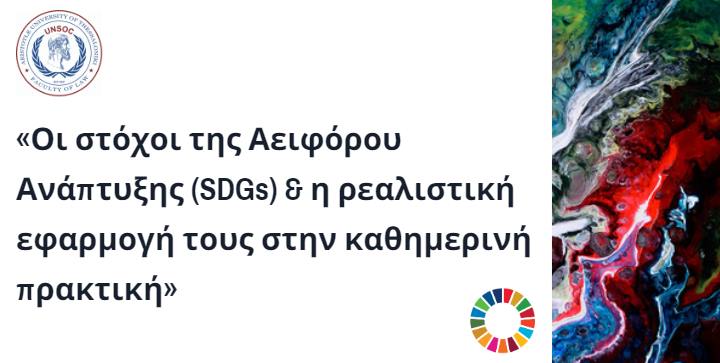 ARISTOTLE UNIVERSITY OF THESSALONIKI
UNSOC
FACULTY OF LAW
«Οι στόχοι της Αειφόρου
Ανάπτυξης (SDGs) & η ρεαλιστική
εφαρμογή τους στην καθημερινή
πρακτική»